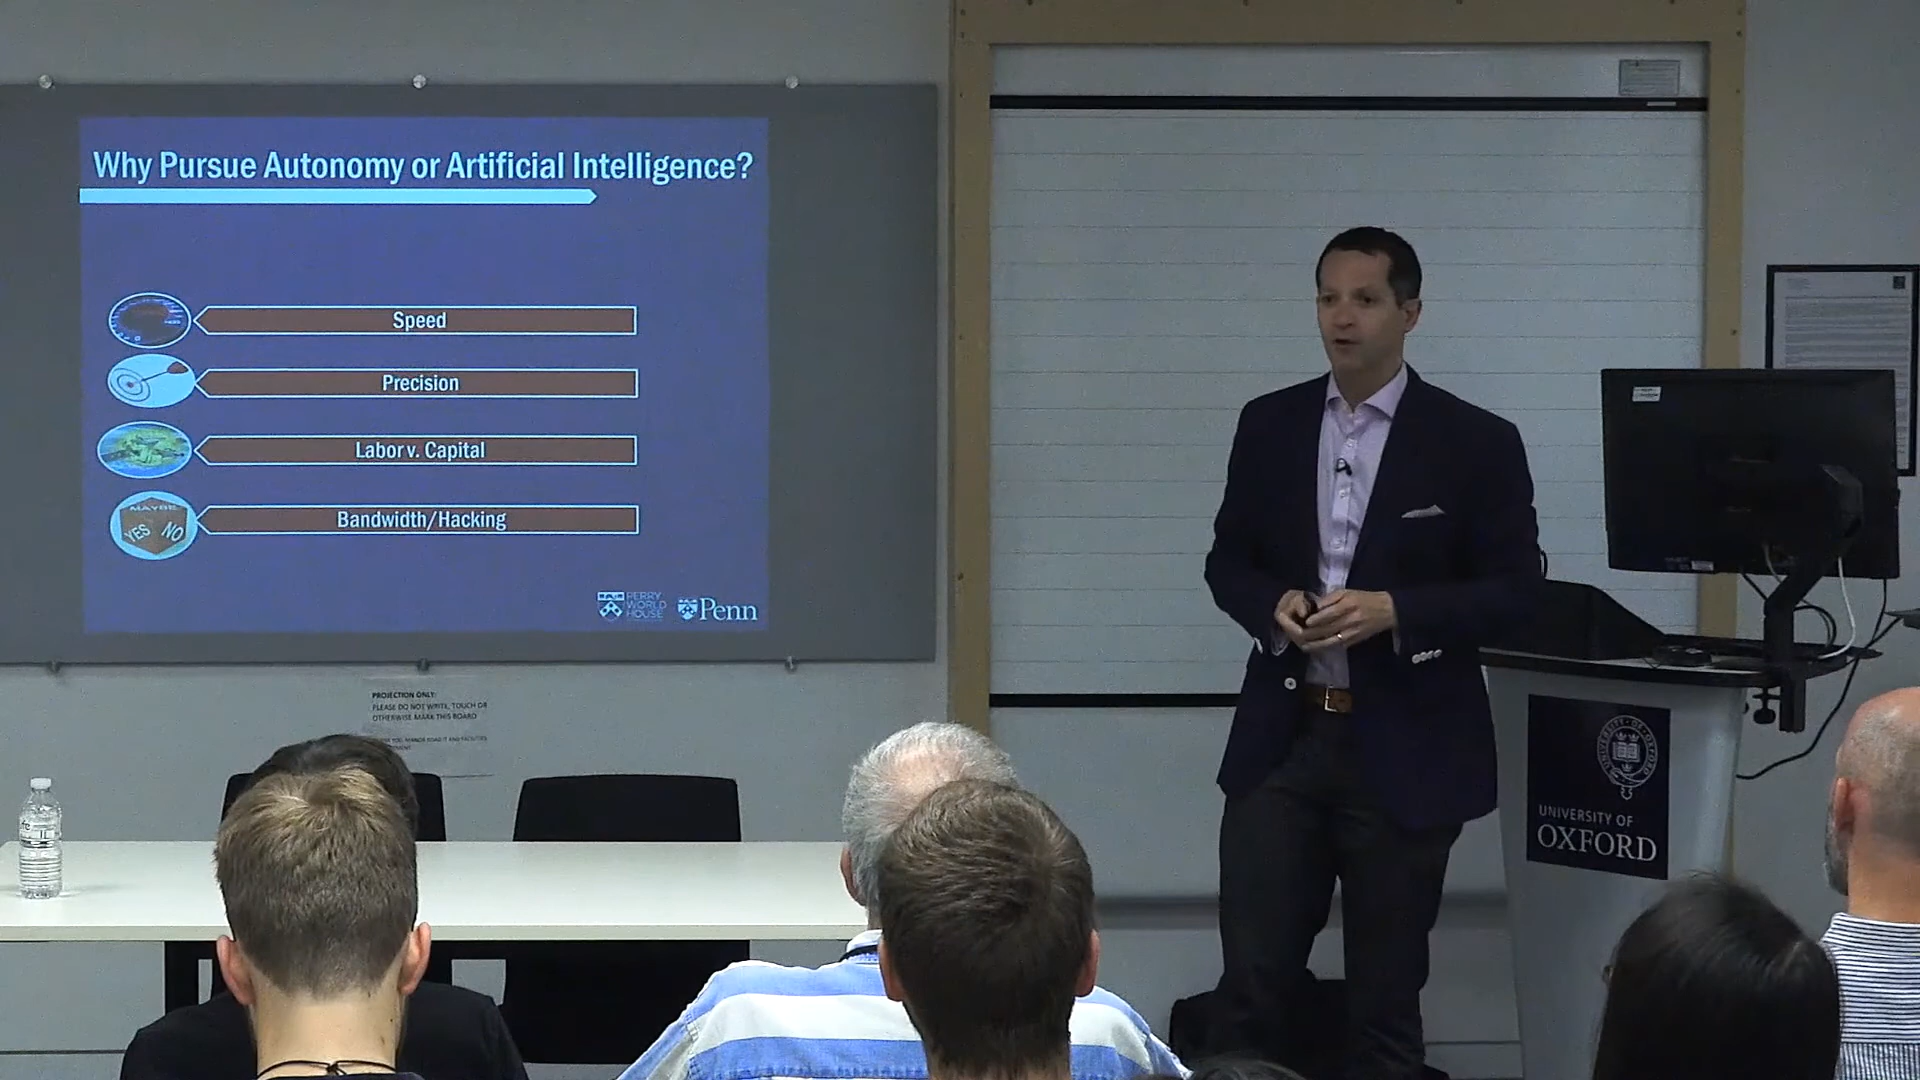 Why Pursue Autonomy or Artificial Intelligence?
Speed
Precision
Labor v. Capital
MAYBE
YES NO
Bandwidth/Hacking
PERRY
WORLD
HOUSE
Penn
PROJECTION ONLY:
PLEASE DO NOT WRITE, TOUCH OR
OTHERWISE MARK THIS BOARD
UNIVERSITY OF
OXFORD